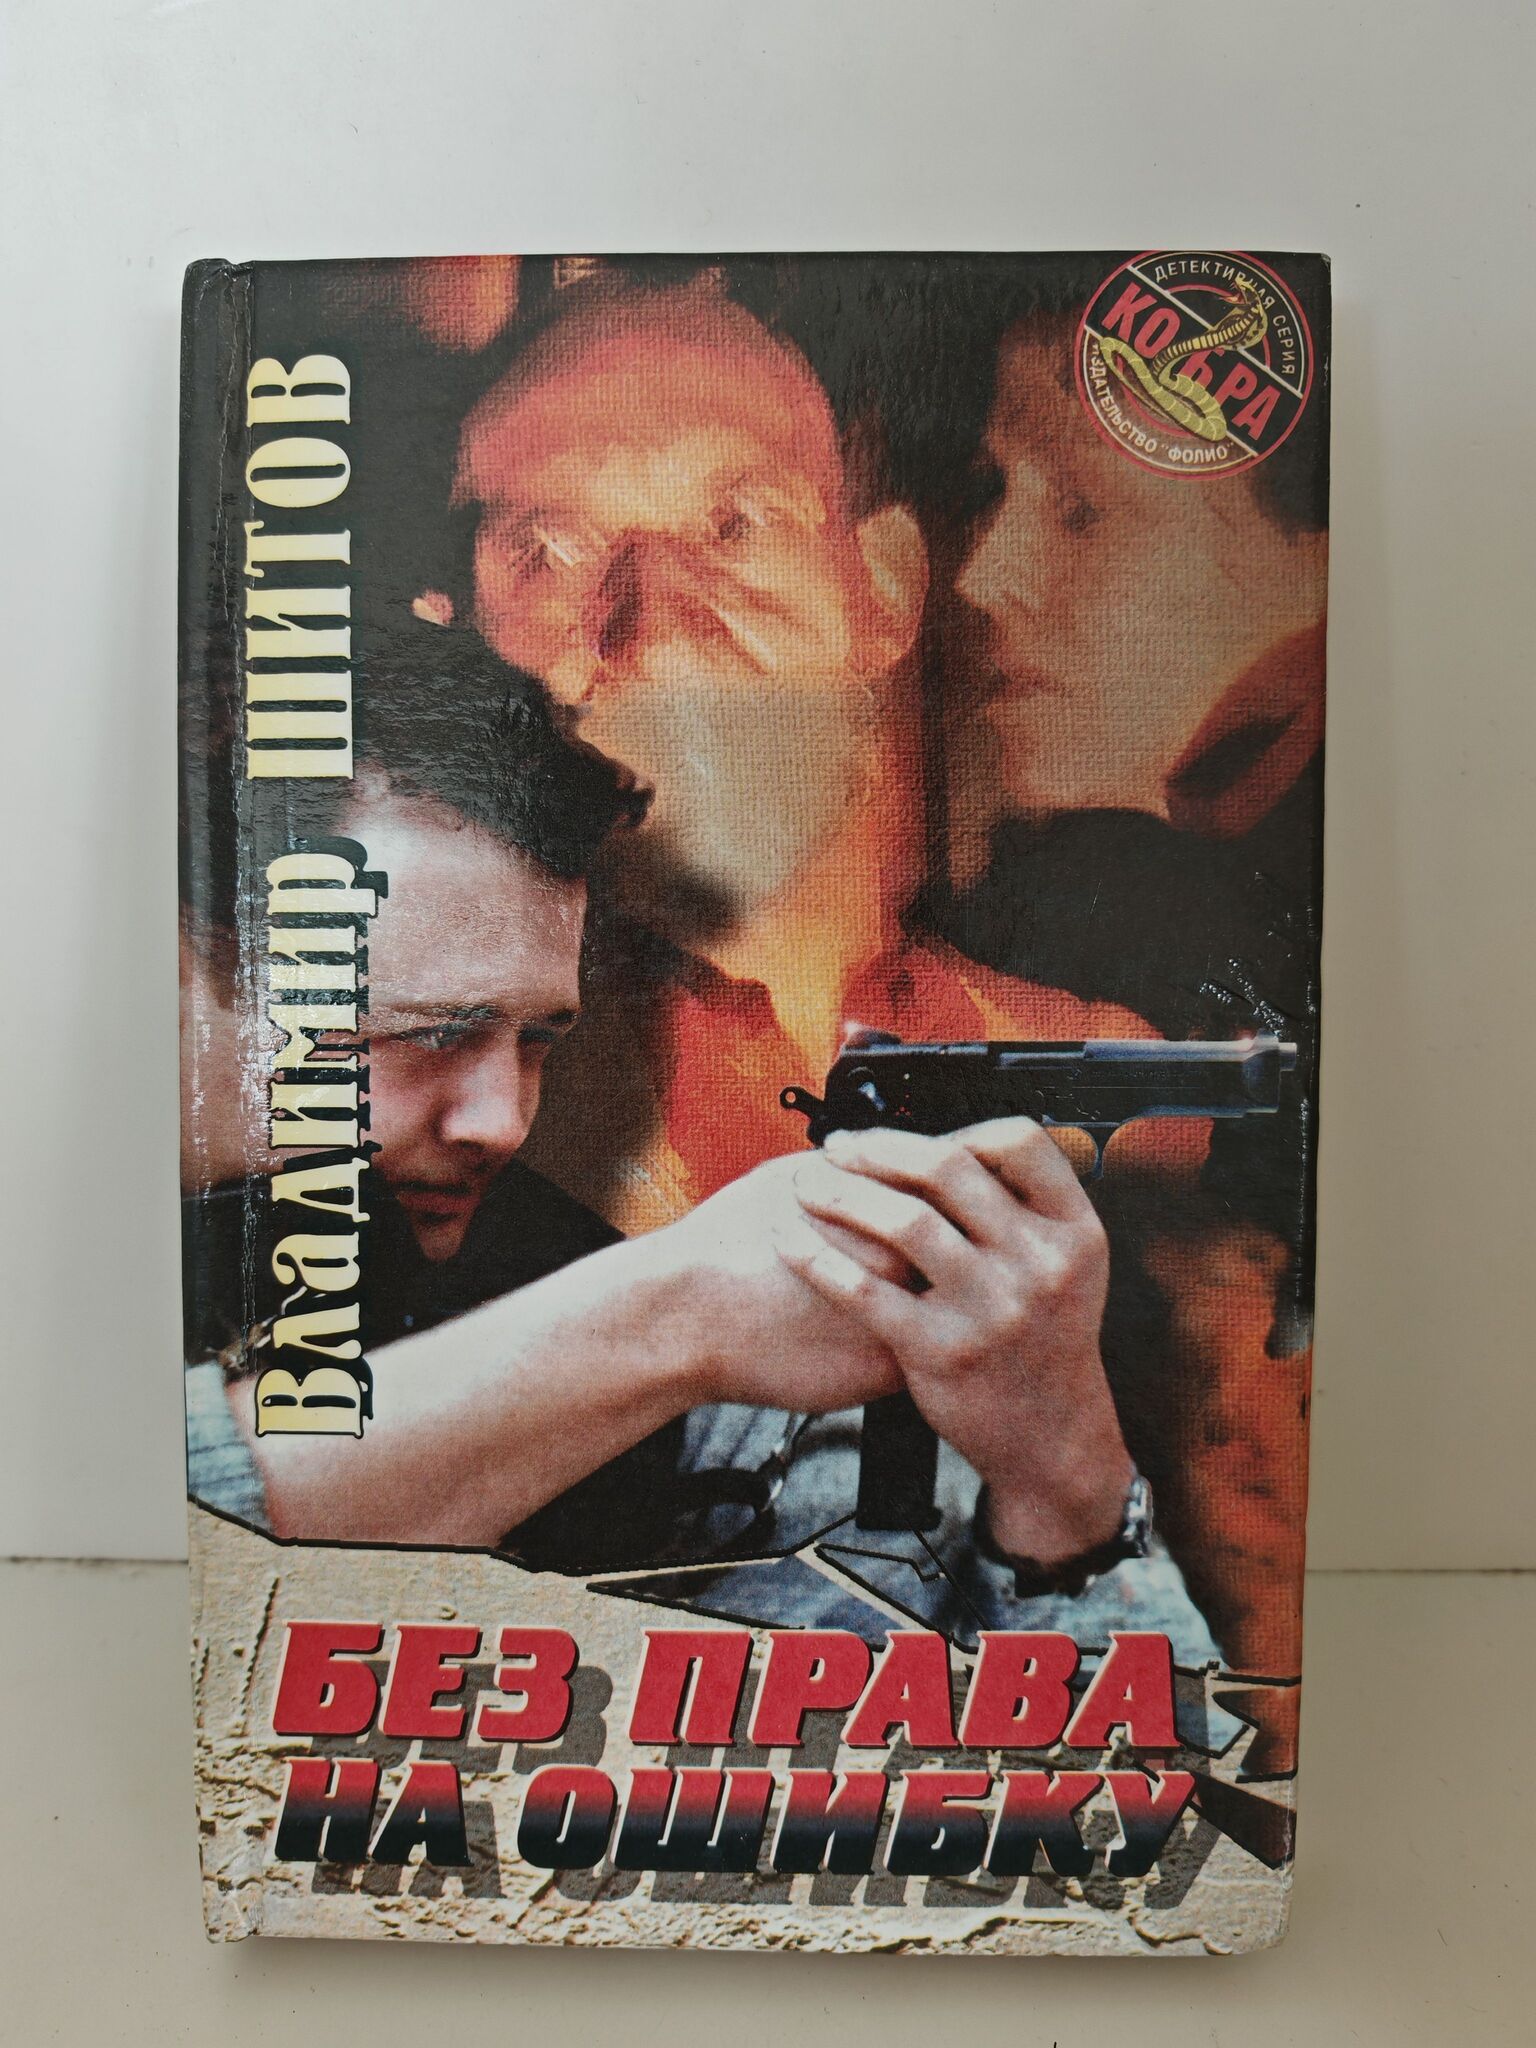 ДЕТЕКТИВНАЯ СЕРИЯ
КОБРА
ИЗДАТЕЛЬСТВО "ФОЛИО"
ВЛАДИМИР ШИТОВ
БЕЗ ПРАВА
НА ОШИБКУ